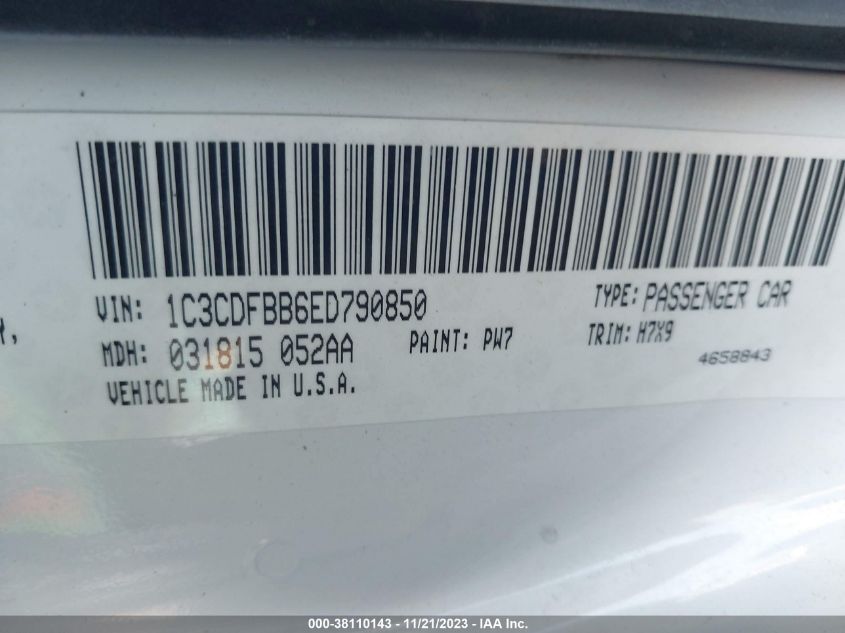 VIN: 1C3CDFBB6ED790850 TYPE: PASSENGER CAR
Y,
MDH: 031815 052AA PAINT: PW7 TRIM: H7X9
4658843
VEHICLE MADE IN U.S.A.
000-38110143 - 11/21/2023 - IAA Inc.